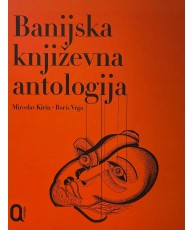 Banijska
književna
antologija
Miroslav Kirin · Boris Vrga
a